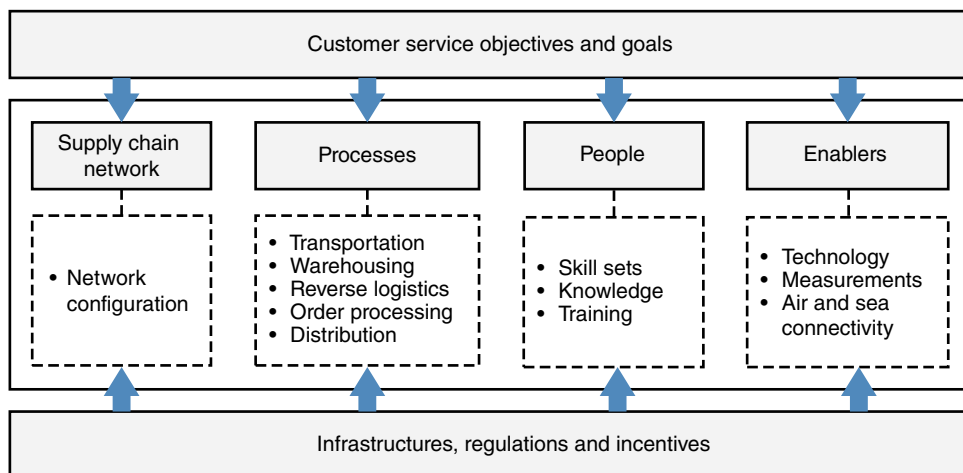 Customer service objectives and goals
Supply chain
network
Processes
People
Enablers
• Network
configuration
• Transportation
• Warehousing
• Reverse logistics
• Order processing
• Distribution
• Skill sets
• Knowledge
• Training
• Technology
• Measurements
• Air and sea
connectivity
Infrastructures, regulations and incentives